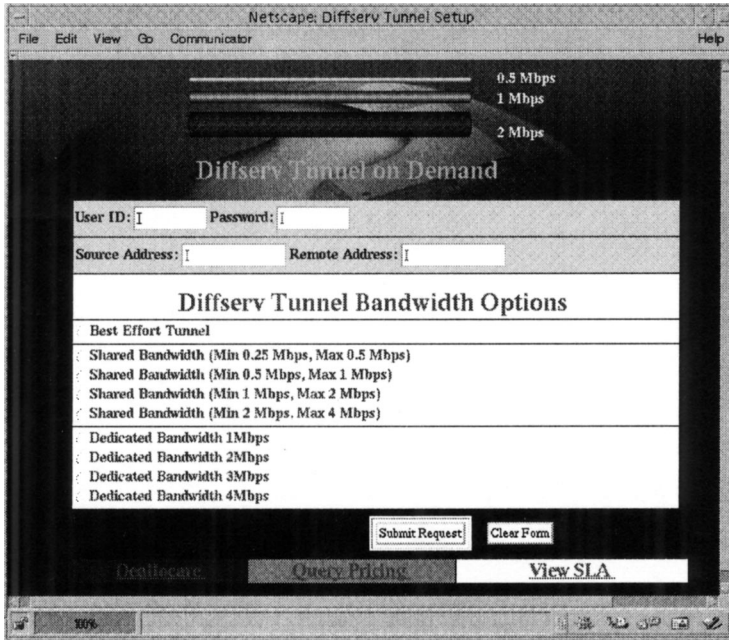 Netscape: Diffserv Tunnel Setup
File Edit View Go Communicator Help
0.5 Mbps
1 Mbps
2 Mbps
Diffserv Tunnel on Demand
User ID: Password:
Source Address: Remote Address:
Diffserv Tunnel Bandwidth Options
Best Effort Tunnel
Shared Bandwidth (Min 0.25 Mbps, Max 0.5 Mbps)
Shared Bandwidth (Min 0.5 Mbps, Max 1 Mbps)
Shared Bandwidth (Min 1 Mbps, Max 2 Mbps)
Shared Bandwidth (Min 2 Mbps. Max 4 Mbps)
Dedicated Bandwidth 1Mbps
Dedicated Bandwidth 2Mbps
Dedicated Bandwidth 3Mbps
Dedicated Bandwidth 4Mbps
Submit Request Clear Form
Query Pricing View SLA
100%